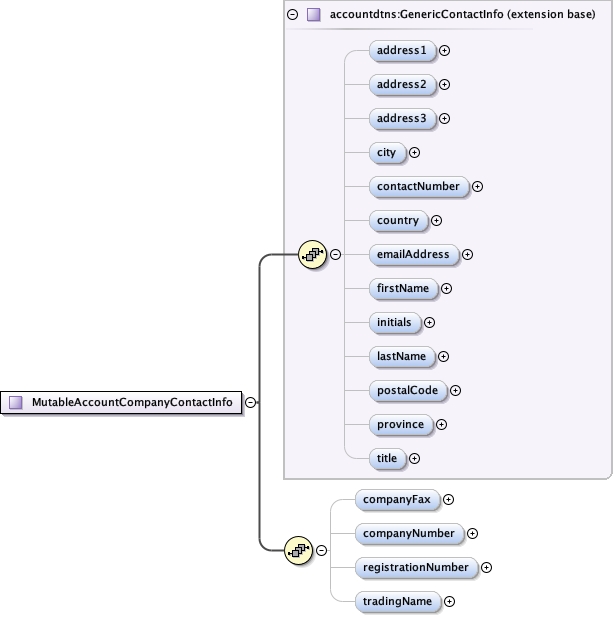 accountdtns:GenericContactInfo (extension base)
address1
address2
address3
city
contactNumber
country
emailAddress
firstName
initials
lastName
postalCode
province
title
MutableAccountCompanyContactInfo
companyFax
companyNumber
registrationNumber
tradingName